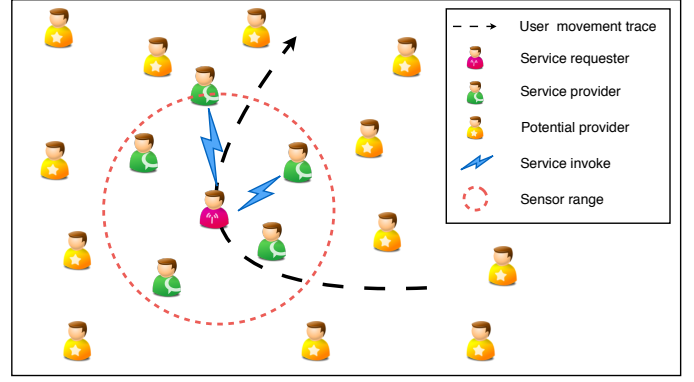 User movement trace
Service requester
Service provider
Potential provider
Service invoke
Sensor range